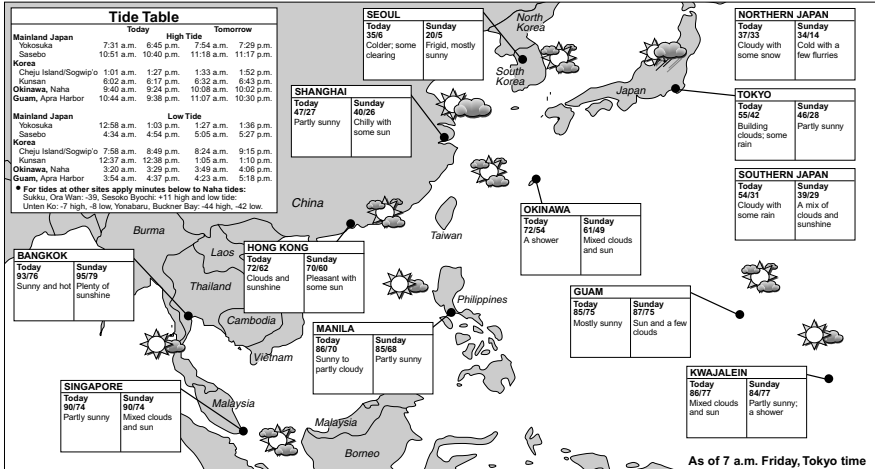 Tide Table
Today Tomorrow
Mainland Japan High Tide
Yokosuka 7:31 a.m. 6:45 p.m. 7:54 a.m. 7:29 p.m.
Sasebo 10:51 a.m. 10:40 p.m. 11:18 a.m. 11:17 p.m.
Korea
Cheju Island/Sogwip'o 1:01 a.m. 1:27 p.m. 1:33 a.m. 1:52 p.m.
Kunsan 6:02 a.m. 6:17 p.m. 6:32 a.m. 6:43 p.m.
Okinawa, Naha 9:40 a.m. 9:24 p.m. 10:08 a.m. 10:02 p.m.
Guam, Apra Harbor 10:44 a.m. 9:38 p.m. 11:07 a.m. 10:30 p.m.
Mainland Japan Low Tide
Yokosuka 12:58 a.m. 1:03 p.m. 1:27 a.m. 1:36 p.m.
Sasebo 4:34 a.m. 4:54 p.m. 5:05 a.m. 5:27 p.m.
Korea
Cheju Island/Sogwip'o 7:58 a.m. 8:49 p.m. 8:24 a.m. 9:15 p.m.
Kunsan 12:37 a.m. 12:38 p.m. 1:05 a.m. 1:10 p.m.
Okinawa, Naha 3:20 a.m. 3:29 p.m. 3:49 a.m. 4:06 p.m.
Guam, Apra Harbor 3:54 a.m. 4:37 p.m. 4:23 a.m. 5:18 p.m.
• For tides at other sites apply minutes below to Naha tides:
Sukku, Ora Wan: -39, Sesoko Byochi: +11 high and low tide:
Unten Ko: -7 high, -8 low, Yonabaru, Buckner Bay: -44 high, -42 low.
SEOUL
Today Sunday
35/6 20/5
Colder; some Frigid, mostly
clearing sunny
North
Korea
South
Korea
Japan
NORTHERN JAPAN
Today Sunday
37/33 34/14
Cloudy with Cold with a
some snow few flurries
SHANGHAI
Today Sunday
47/27 40/26
Partly sunny Chilly with
some sun
TOKYO
Today Sunday
55/42 46/28
Building Partly sunny
clouds; some
rain
SOUTHERN JAPAN
Today Sunday
54/31 39/29
Cloudy with A mix of
some rain clouds and
sunshine
China
OKINAWA
Today Sunday
72/54 61/49
A shower Mixed clouds
and sun
Taiwan
Burma
Laos
Thailand
Cambodia
Vietnam
BANGKOK
Today Sunday
93/76 95/79
Sunny and hot Plenty of
sunshine
HONG KONG
Today Sunday
72/62 70/60
Clouds and Pleasant with
sunshine some sun
Philippines
GUAM
Today Sunday
85/75 87/75
Mostly sunny Sun and a few
clouds
MANILA
Today Sunday
86/70 85/68
Sunny to Partly sunny
partly cloudy
SINGAPORE
Today Sunday
90/74 90/74
Partly sunny Mixed clouds
and sun
Malaysia
Malaysia
Borneo
KWAJALEIN
Today Sunday
86/77 84/77
Mixed clouds Partly sunny;
and sun a shower
As of 7 a.m. Friday, Tokyo time